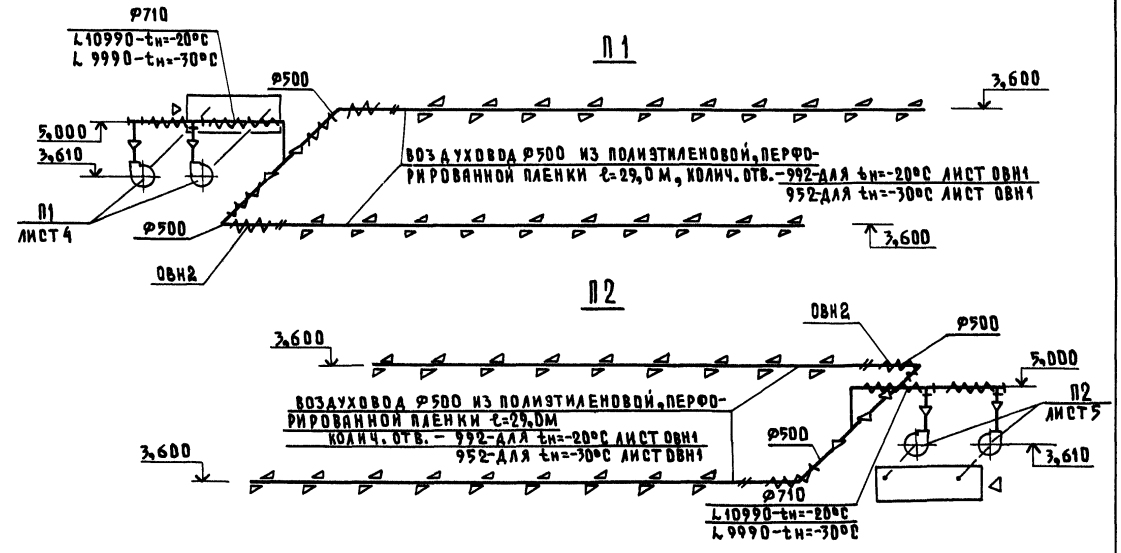 П1
φ710
L 10990-tн=-20°C
L 9990-tн=-30°C
φ500
3,600
5,000
3,610
ВОЗДУХОВОД φ500 ИЗ ПОЛИЭТИЛЕНОВОЙ, ПЕРФО-
РИРОВАННОЙ ПЛЕНКИ ℓ=29,0 М, КОЛИЧ. ОТВ. - 992-ДЛЯ tн=-20°C ЛИСТ ОВН1
952-ДЛЯ tн=-30°C ЛИСТ ОВН1
П1
ЛИСТ 4
φ500
3,600
ОВН2
П2
ОВН2
φ500
3,600
5,000
П2
ЛИСТ 5
ВОЗДУХОВОД φ500 ИЗ ПОЛИЭТИЛЕНОВОЙ, ПЕРФО-
РИРОВАННОЙ ПЛЕНКИ ℓ=29,0М
КОЛИЧ. ОТВ. - 992-ДЛЯ tн=-20°C ЛИСТ ОВН1
952-ДЛЯ tн=-30°C ЛИСТ ОВН1
φ500
3,600
3,610
φ710
L 10990-tн=-20°C
L 9990-tн=-30°C